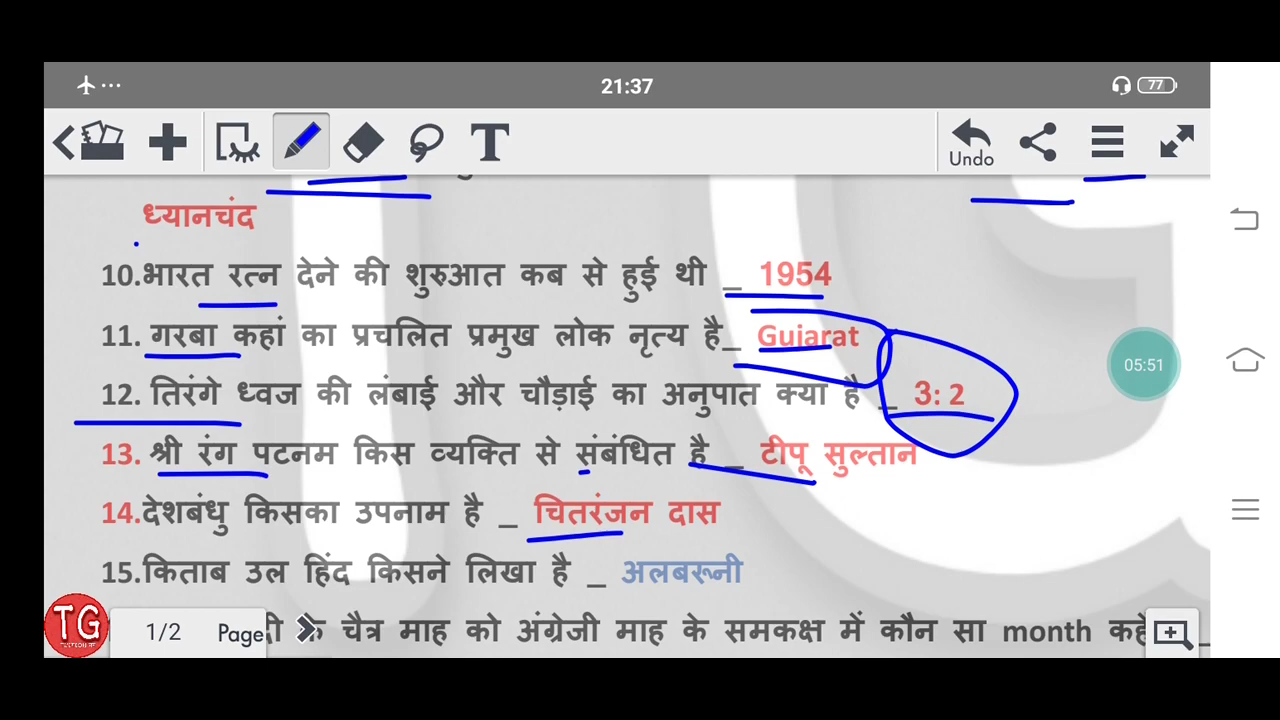 21:37
77
Undo
ध्यानचंद
10.भारत रत्न देने की शुरुआत कब से हुई थी _ 1954
11. गरबा कहां का प्रचलित प्रमुख लोक नृत्य है_ Gujarat
12. तिरंगे ध्वज की लंबाई और चौड़ाई का अनुपात क्या है _ 3: 2
05:51
13. श्री रंग पटनम किस व्यक्ति से संबंधित है _ टीपू सुल्तान
14.देशबंधु किसका उपनाम है _ चितरंजन दास
15.किताब उल हिंद किसने लिखा है _ अलबरूनी
के चैत्र माह को अंग्रेजी माह के समकक्ष में कौन सा month कहे _
TG
1/2 Page